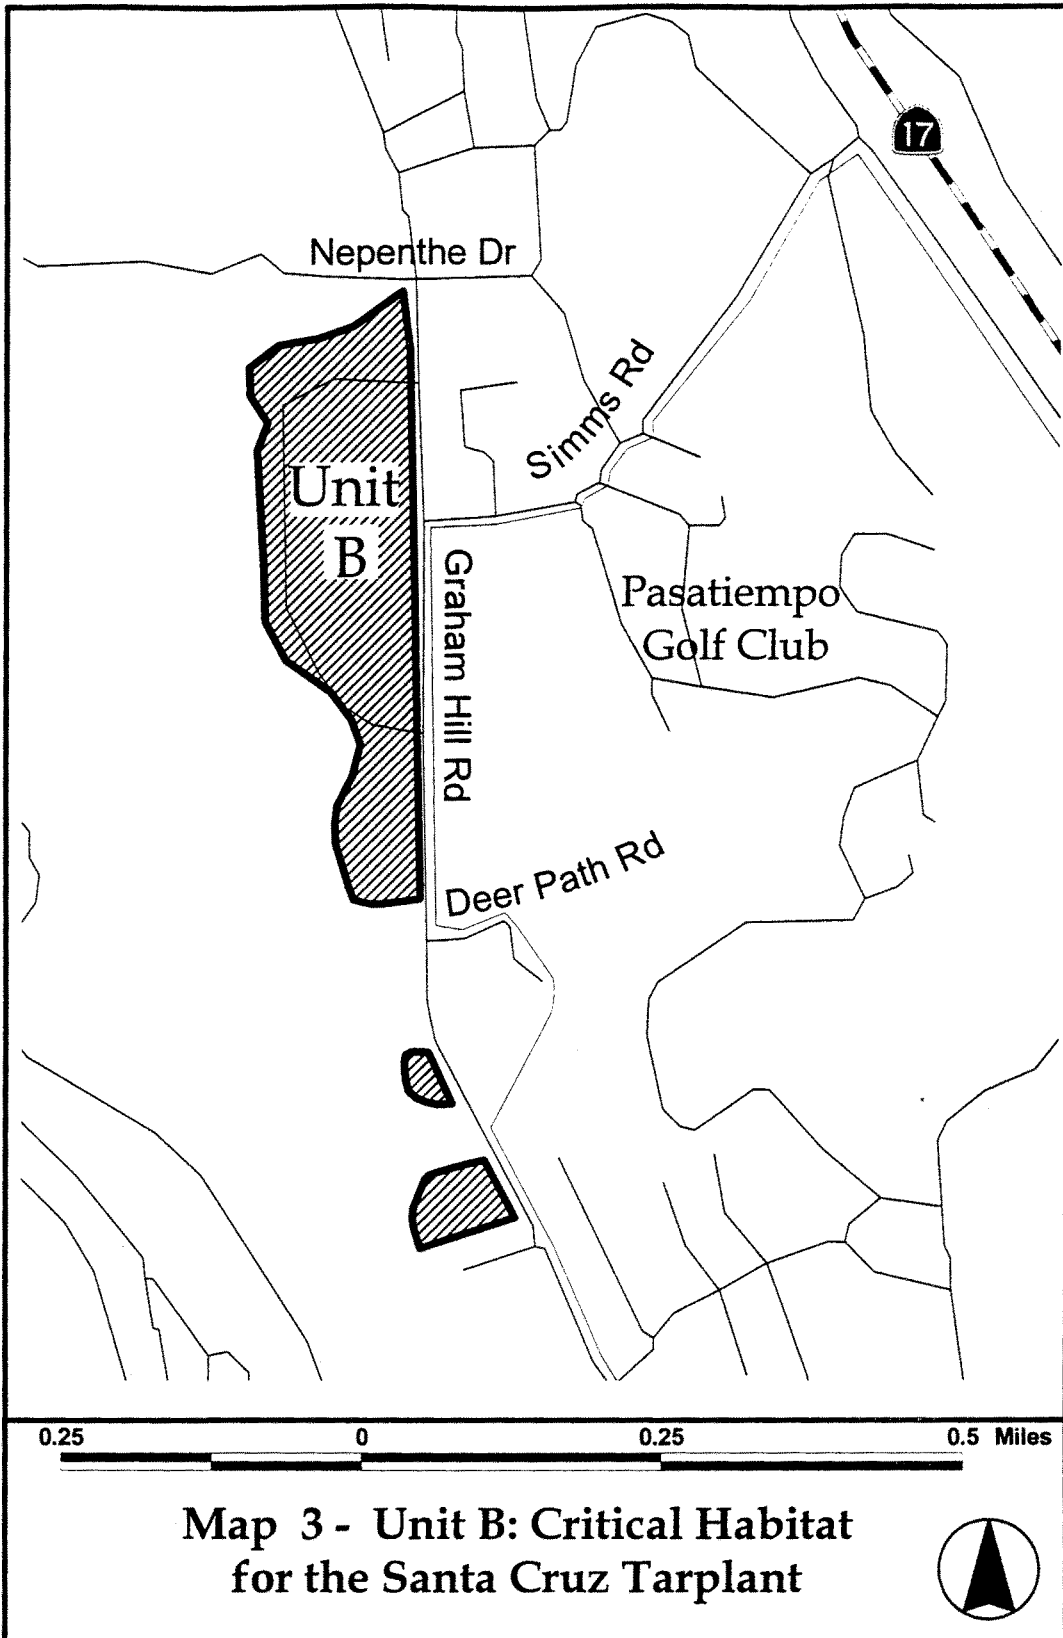 17
Nepenthe Dr
Simms Rd
Unit
B
Graham Hill Rd
Pasatiempo
Golf Club
Deer Path Rd
0.25 0 0.25 0.5 Miles
Map 3 - Unit B: Critical Habitat
for the Santa Cruz Tarplant